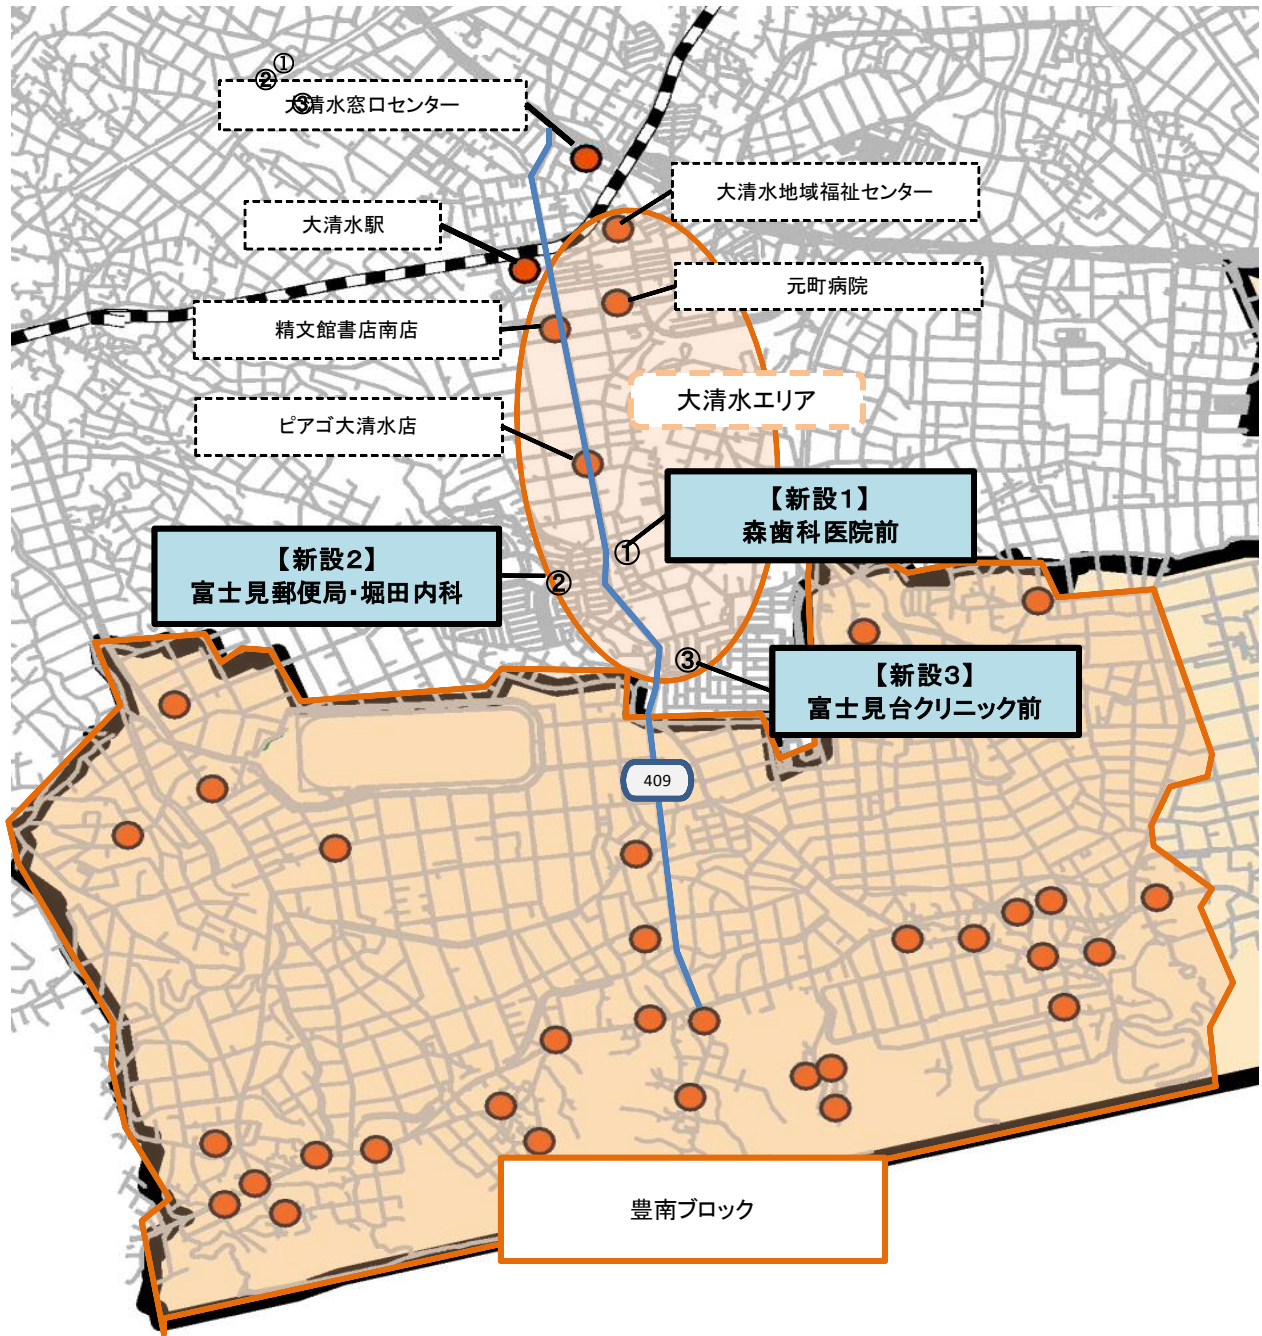 ①
②
③
大清水窓口センター
大清水地域福祉センター
大清水駅
元町病院
精文館書店南店
大清水エリア
ピアゴ大清水店
【新設１】
森歯科医院前
①
【新設２】
富士見郵便局・堀田内科
②
③
【新設３】
富士見台クリニック前
409
豊南ブロック